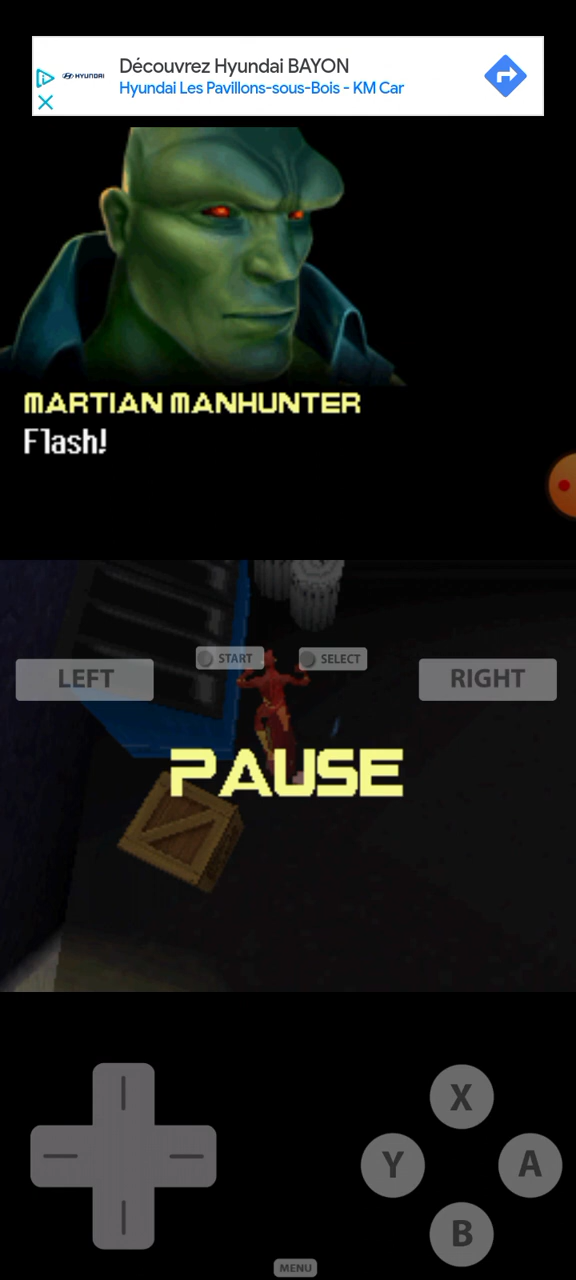 HYUNDAI
Découvrez Hyundai BAYON
Hyundai Les Pavillons-sous-Bois - KM Car
MARTIAN MANHUNTER
Flash!
START
SELECT
LEFT
RIGHT
PAUSE
X
Y
A
B
MENU